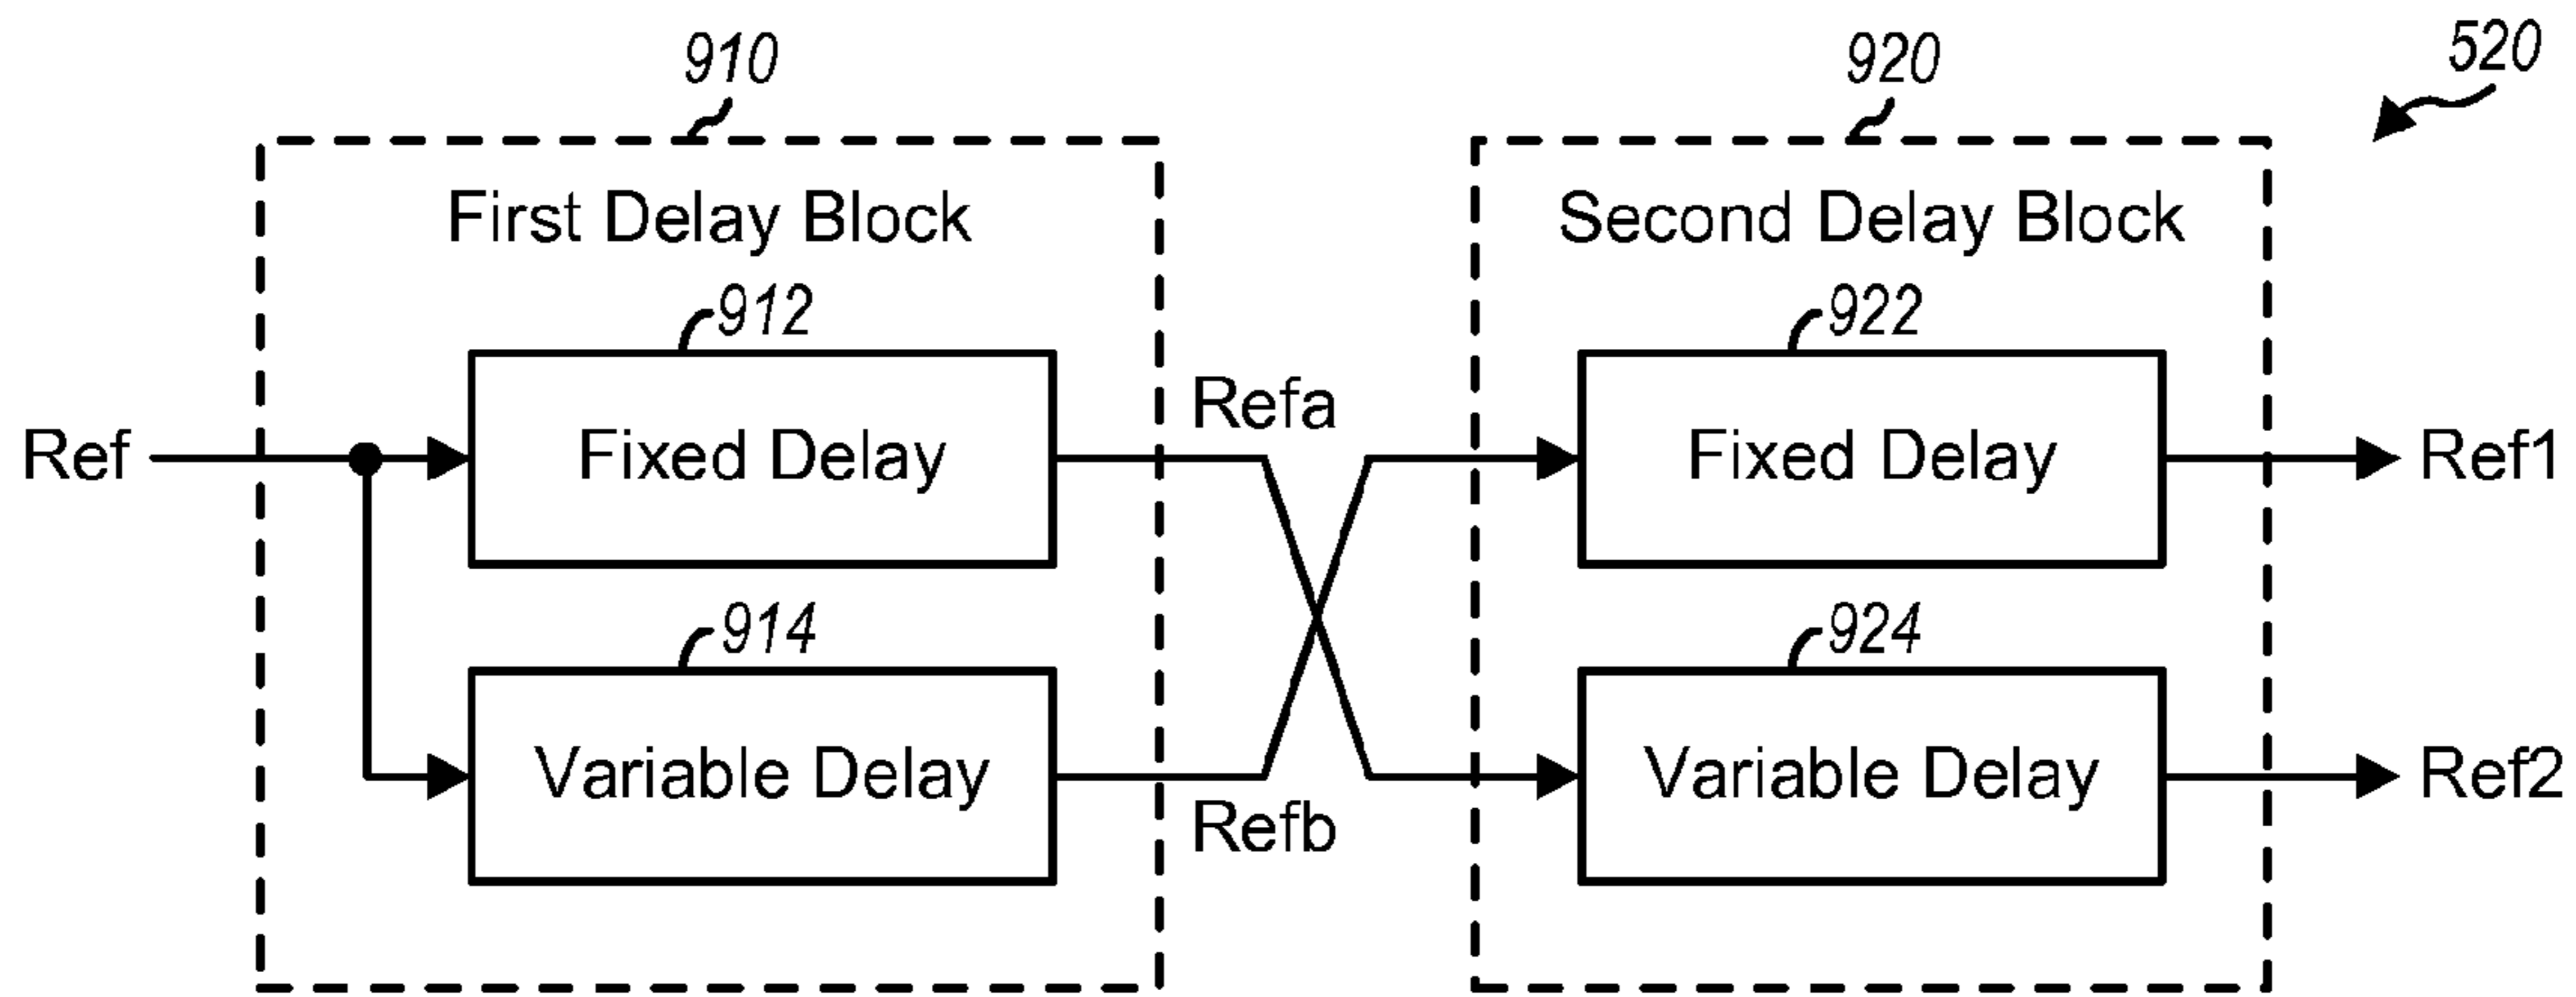 910
920
520
First Delay Block
Second Delay Block
912
922
Refa
Ref
Fixed Delay
Fixed Delay
Ref1
914
924
Variable Delay
Variable Delay
Ref2
Refb